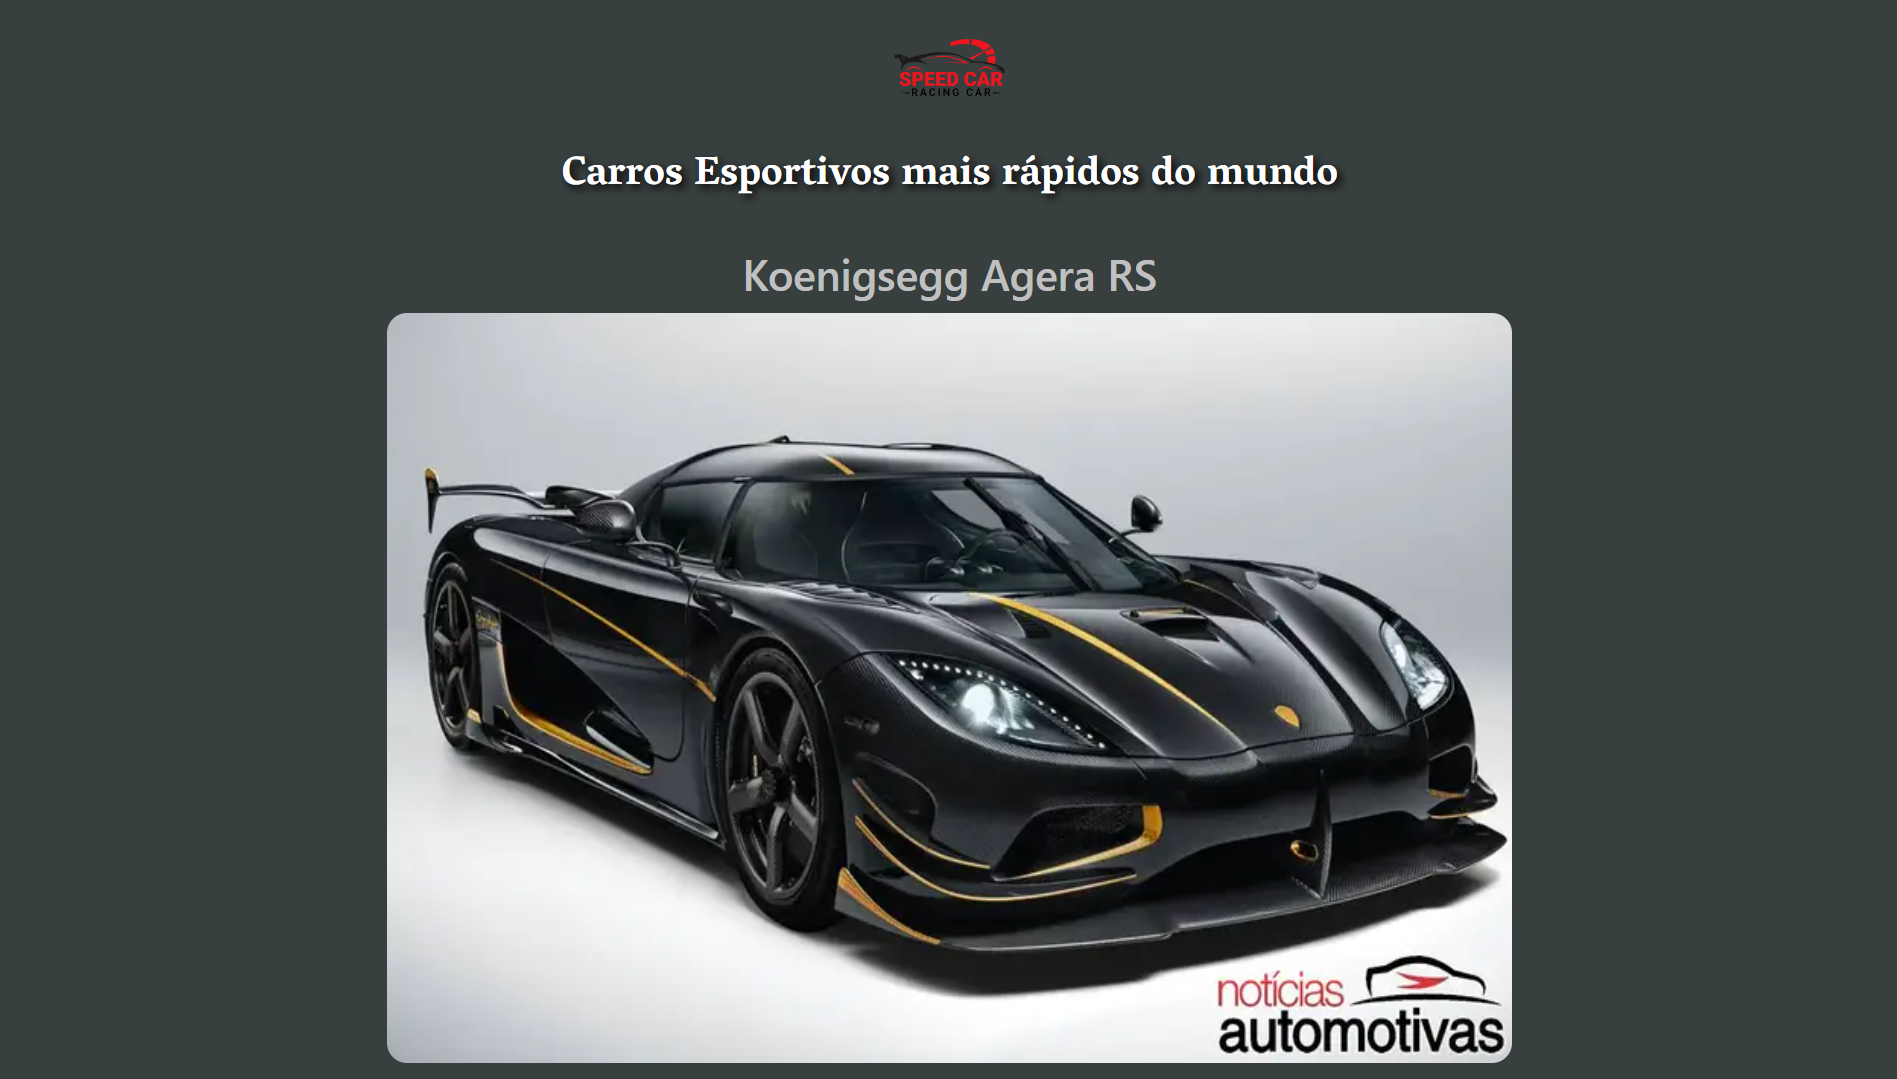 SPEED CAR
RACING CAR
Carros Esportivos mais rápidos do mundo
Koenigsegg Agera RS
notícias
automotivas